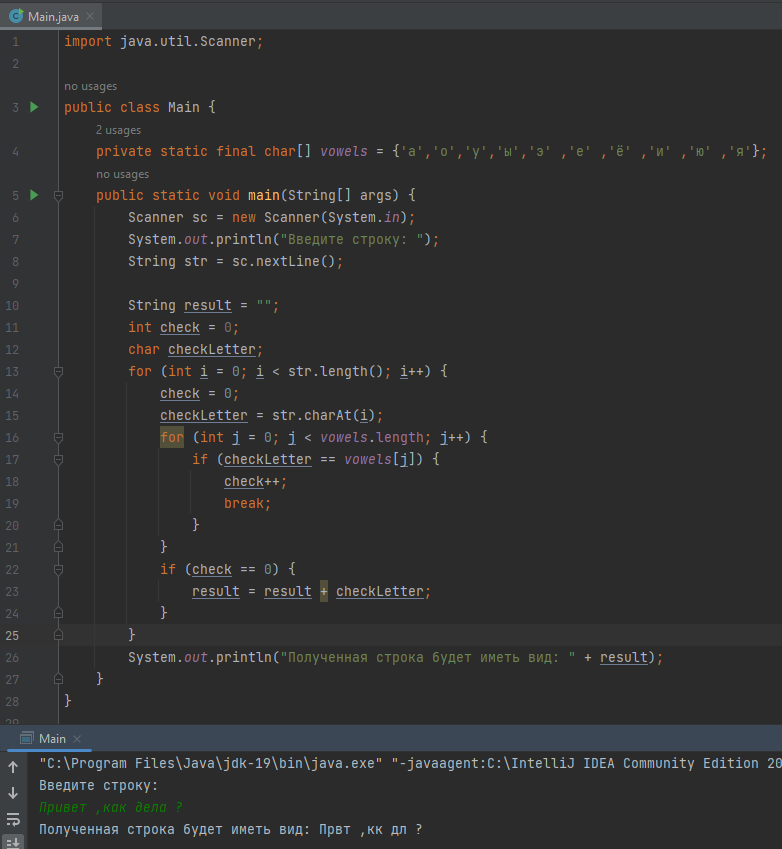 Main.java
1 import java.util.Scanner;
2
no usages
3 public class Main {
2 usages
4 private static final char[] vowels = {'а','о','у','ы','э' ,'е' ,'ё' ,'и' ,'ю' ,'я'};
no usages
5 public static void main(String[] args) {
6 Scanner sc = new Scanner(System.in);
7 System.out.println("Введите строку: ");
8 String str = sc.nextLine();
9
10 String result = "";
11 int check = 0;
12 char checkLetter;
13 for (int i = 0; i < str.length(); i++) {
14 check = 0;
15 checkLetter = str.charAt(i);
16 for (int j = 0; j < vowels.length; j++) {
17 if (checkLetter == vowels[j]) {
18 check++;
19 break;
20 }
21 }
22 if (check == 0) {
23 result = result + checkLetter;
24 }
25 }
26 System.out.println("Полученная строка будет иметь вид: " + result);
27 }
28 }
29
Main
"C:\Program Files\Java\jdk-19\bin\java.exe" "-javaagent:C:\IntelliJ IDEA Community Edition 20
Введите строку:
Привет ,как дела ?
Полученная строка будет иметь вид: Првт ,кк дл ?